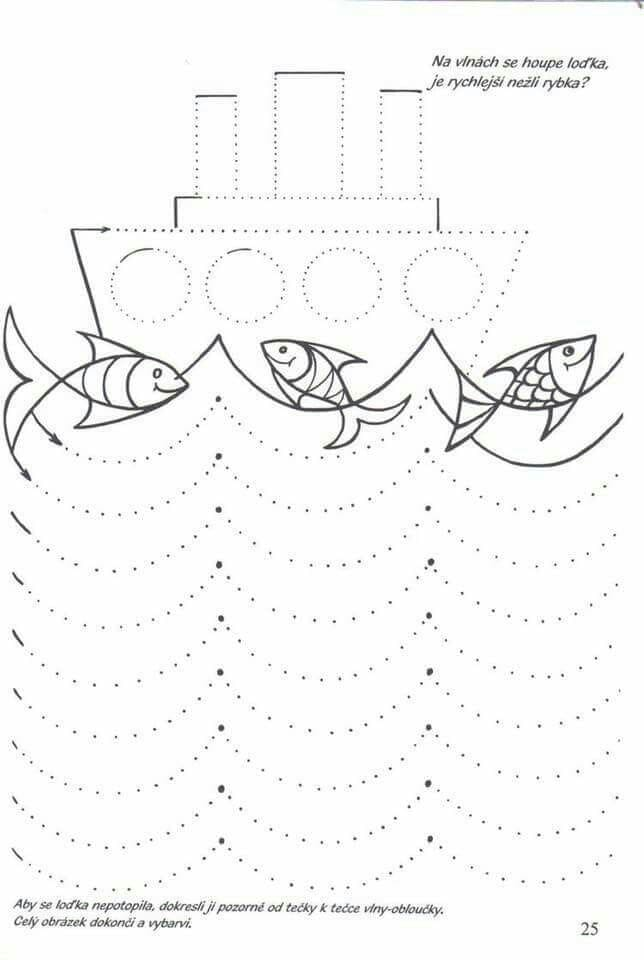 Na vlnách se houpe loďka,
je rychlejší nežli rybka?
Aby se loďka nepotopila, dokresli jí pozorně od tečky k tečce vlny-obloučky.
Celý obrázek dokonči a vybarvi.
25